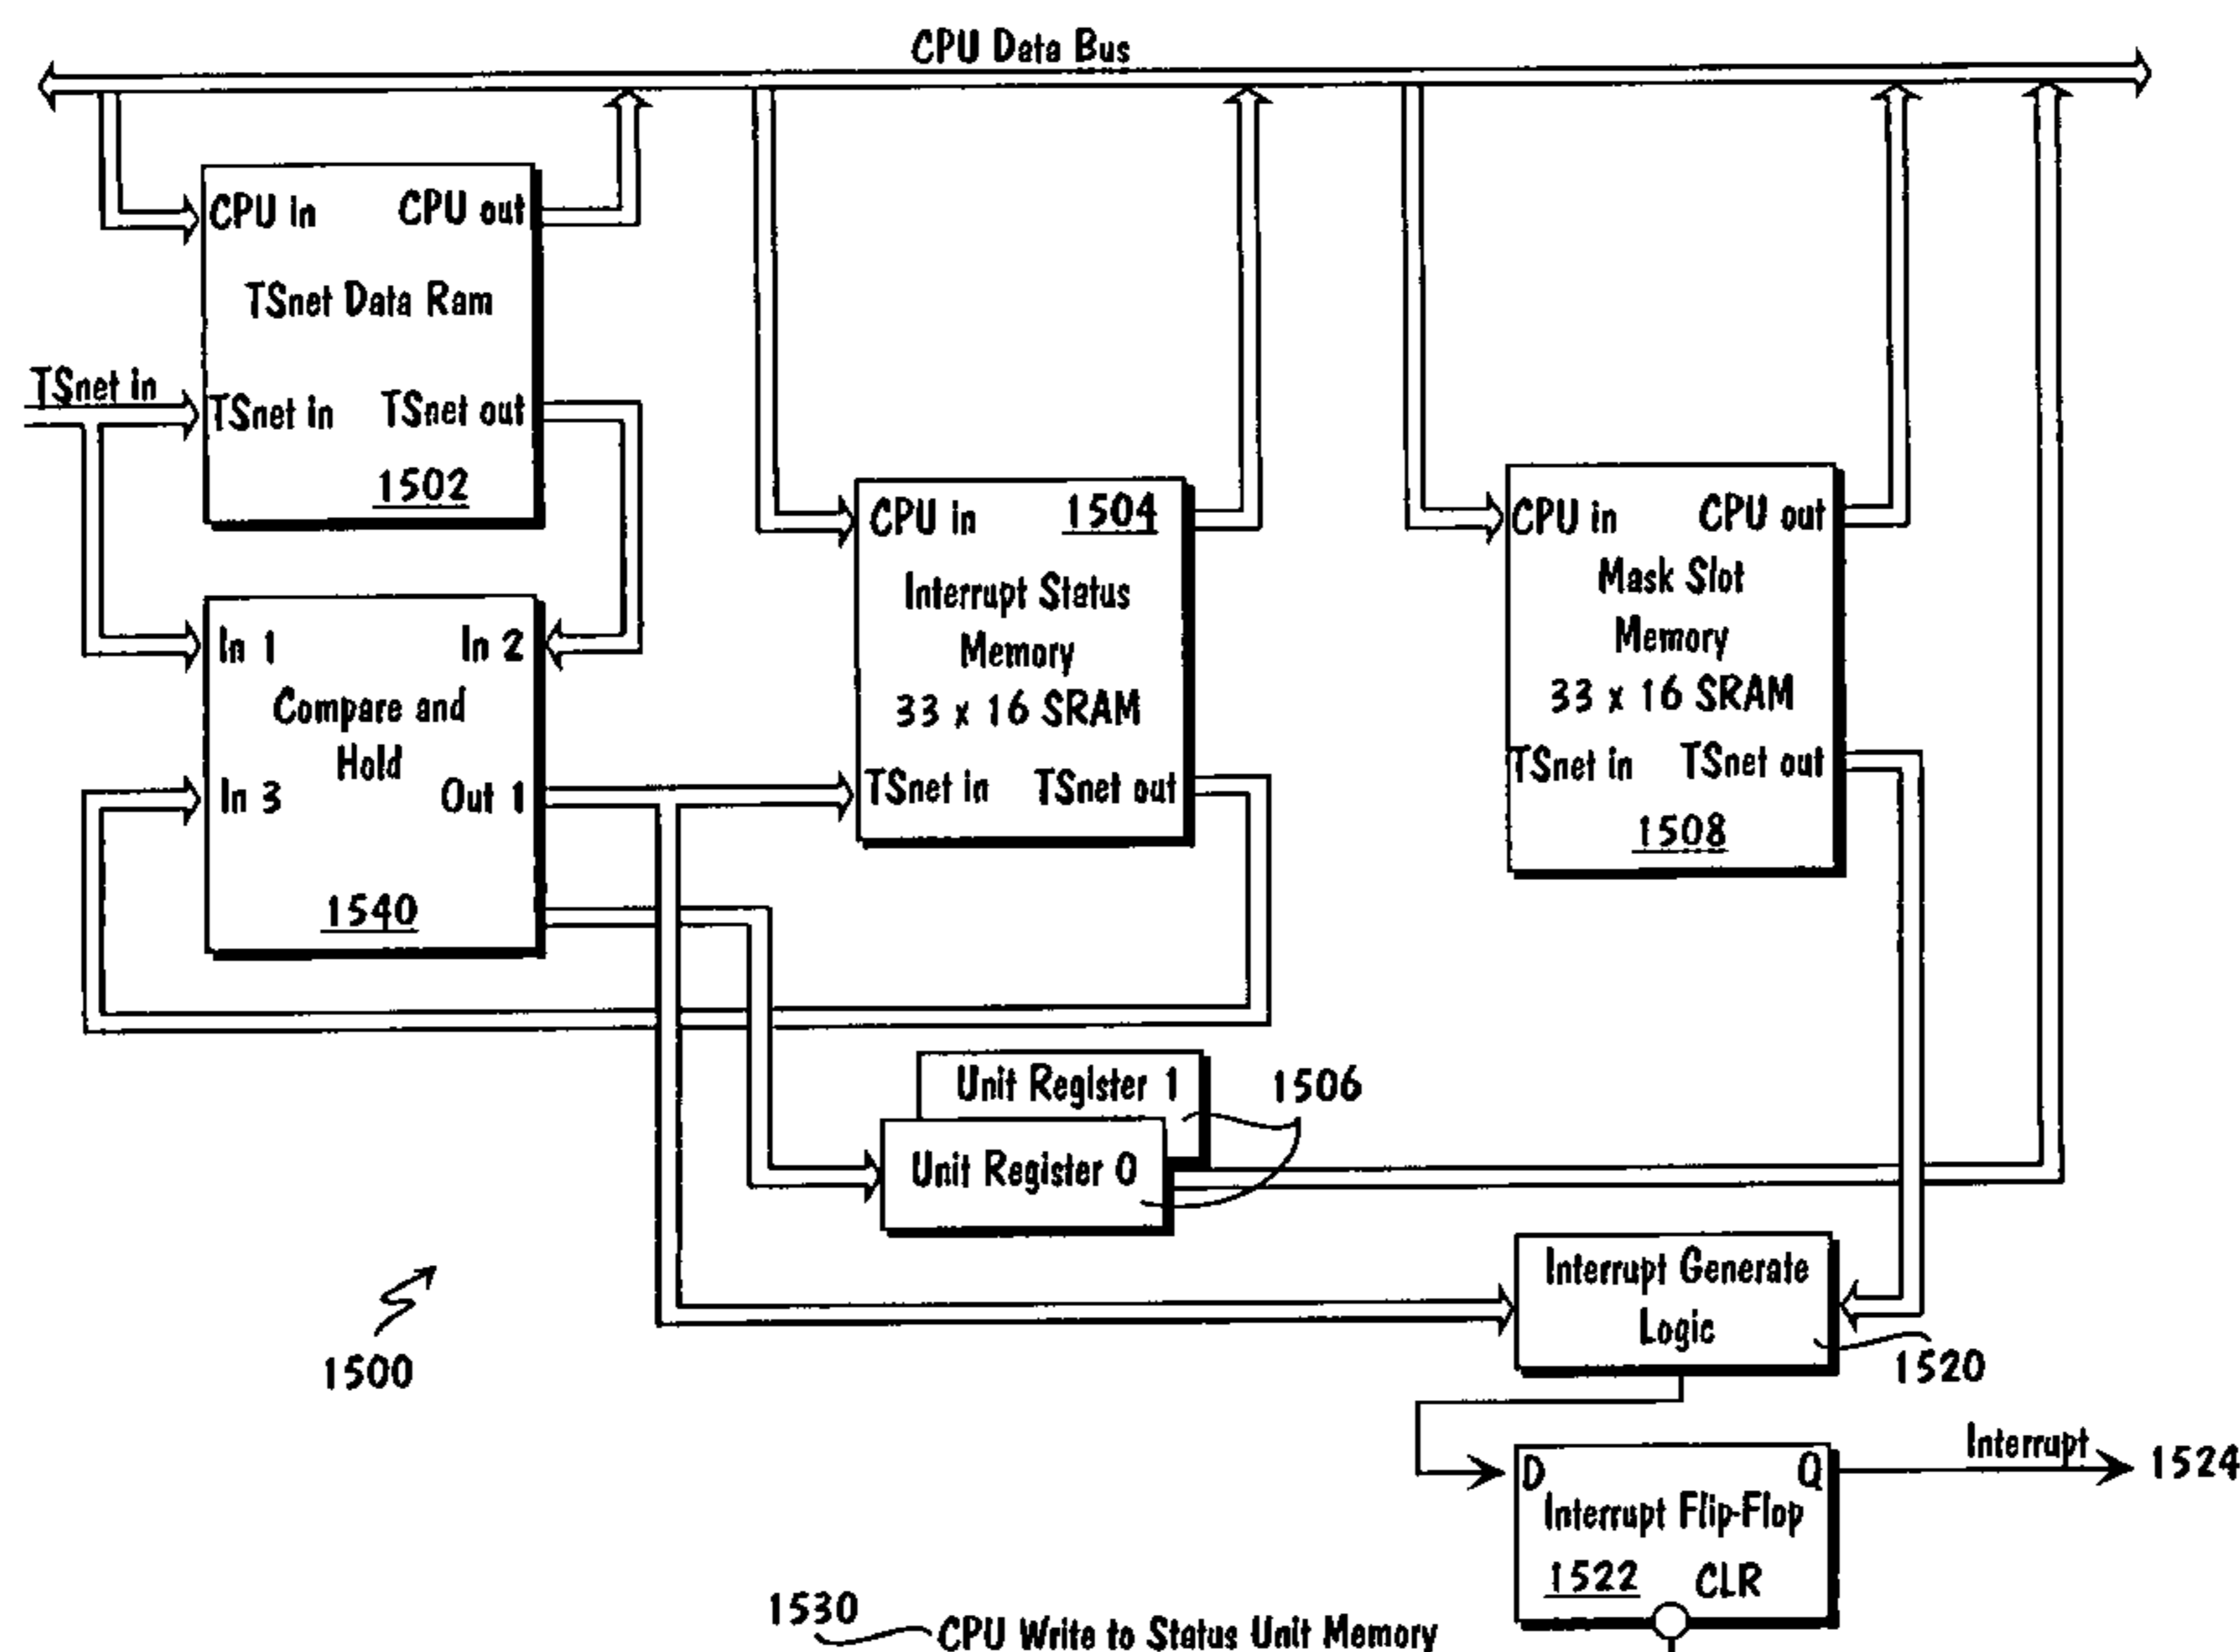 CPU Data Bus
CPU in CPU out
TSnet Data Ram
TSnet in
TSnet in TSnet out
1502
CPU in 1504
Interrupt Status
Memory
33 x 16 SRAM
TSnet in TSnet out
CPU in CPU out
Mask Slot
Memory
33 x 16 SRAM
TSnet in TSnet out
1508
In 1 In 2
Compare and
Hold
In 3 Out 1
1540
Unit Register 1
1506
Unit Register 0
Interrupt Generate
Logic
1520
1500
D Q
Interrupt
1524
Interrupt Flip-Flop
1522 CLR
1530
CPU Write to Status Unit Memory